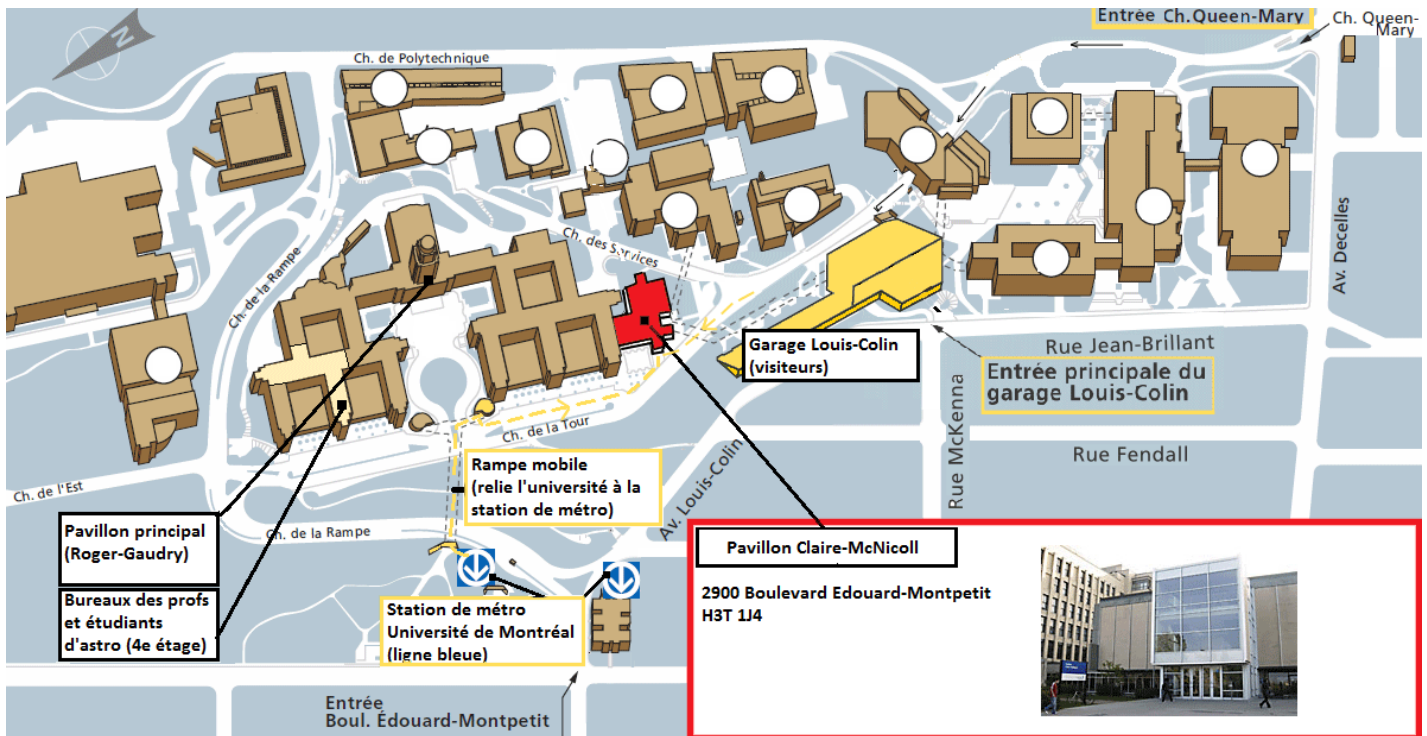 Entrée Ch.Queen-Mary
Ch. Queen-
Mary
N
Ch. de Polytechnique
Ch. des Services
Ch. de la Rampe
Av. Decelles
Garage Louis-Colin
(visiteurs)
Rue Jean-Brillant
Entrée principale du
garage Louis-Colin
Ch. de la Tour
Rue McKenna
Rue Fendall
Av. Louis-Colin
Rampe mobile
(relie l'université à la
station de métro)
Ch. de l'Est
Ch. de la Rampe
Pavillon principal
(Roger-Gaudry)
Bureaux des profs
et étudiants
d'astro (4e étage)
Station de métro
Université de Montréal
(ligne bleue)
Pavillon Claire-McNicoll
2900 Boulevard Edouard-Montpetit
H3T 1J4
Entrée
Boul. Édouard-Montpetit